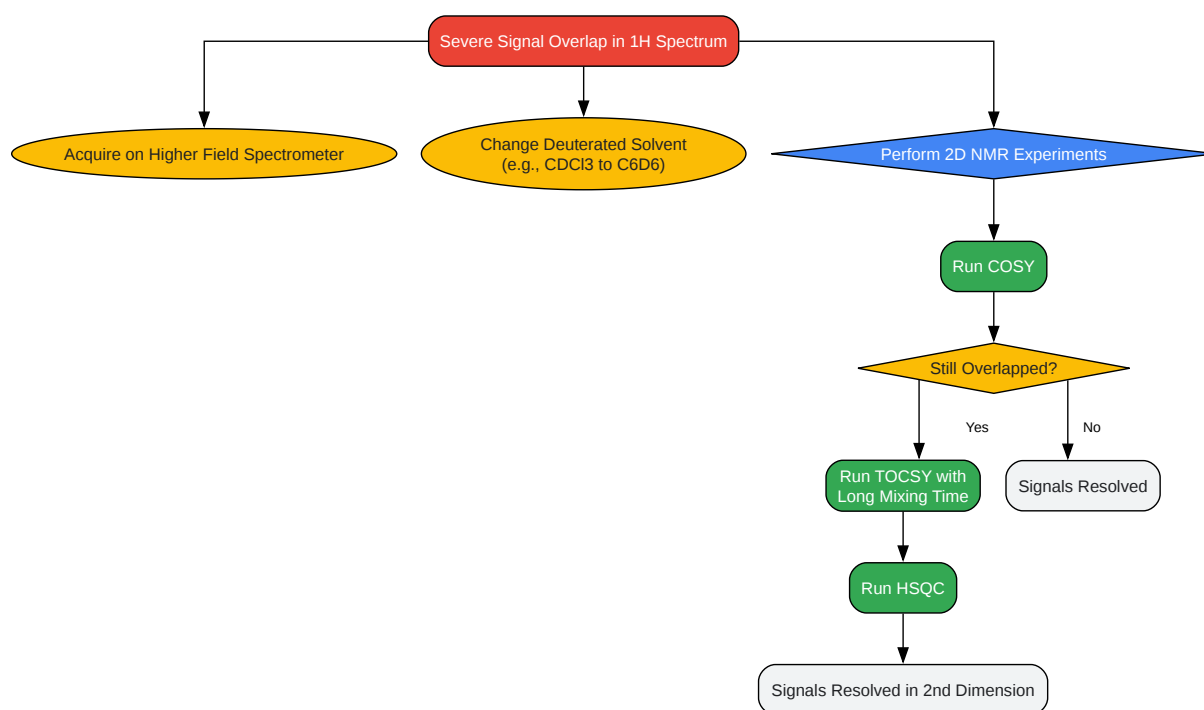 Severe Signal Overlap in 1H Spectrum
Acquire on Higher Field Spectrometer
Change Deuterated Solvent
(e.g., CDCl3 to C6D6)
Perform 2D NMR Experiments
Run COSY
Still Overlapped?
Yes
No
Run TOCSY with
Long Mixing Time
Signals Resolved
Run HSQC
Signals Resolved in 2nd Dimension